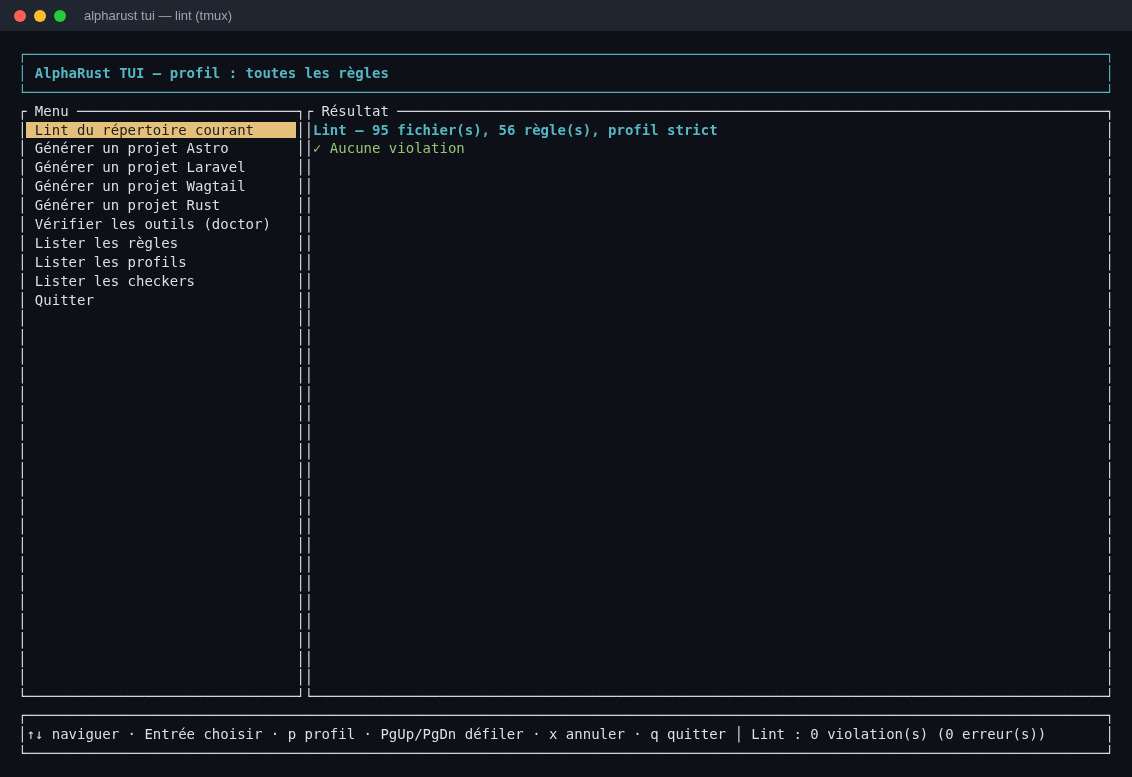 alpharust tui — lint (tmux)
AlphaRust TUI — profil : toutes les règles
Menu
Résultat
Lint du répertoire courant
Lint — 95 fichier(s), 56 règle(s), profil strict
Générer un projet Astro
✓ Aucune violation
Générer un projet Laravel
Générer un projet Wagtail
Générer un projet Rust
Vérifier les outils (doctor)
Lister les règles
Lister les profils
Lister les checkers
Quitter
↑↓ naviguer · Entrée choisir · p profil · PgUp/PgDn défiler · x annuler · q quitter │ Lint : 0 violation(s) (0 erreur(s))